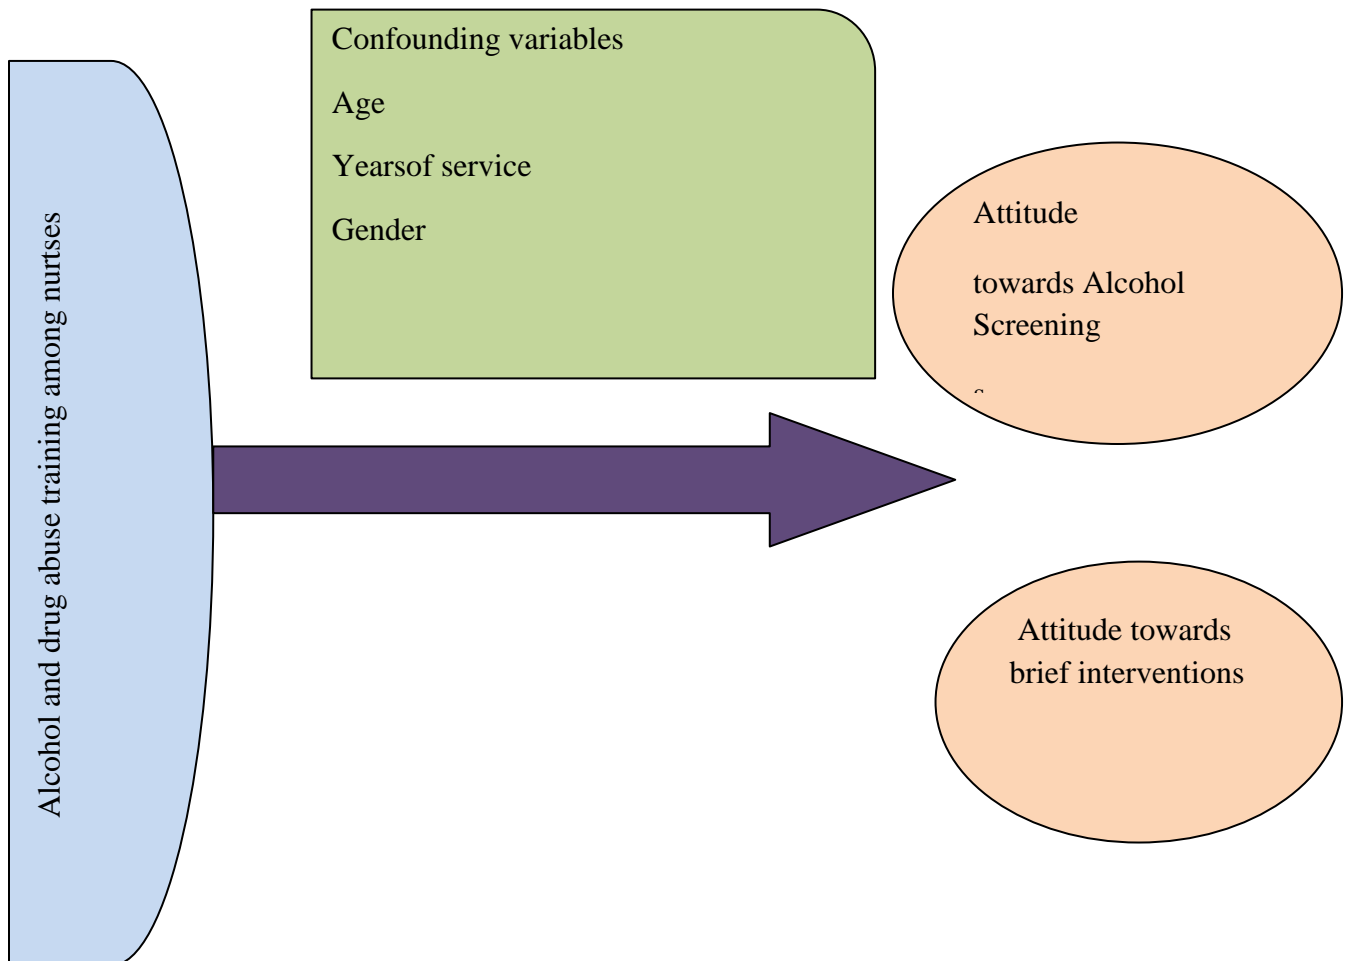 Alcohol and drug abuse training among nurtses
Confounding variables
Age
Yearsof service
Gender
Attitude
towards Alcohol
Screening
Attitude towards
brief interventions